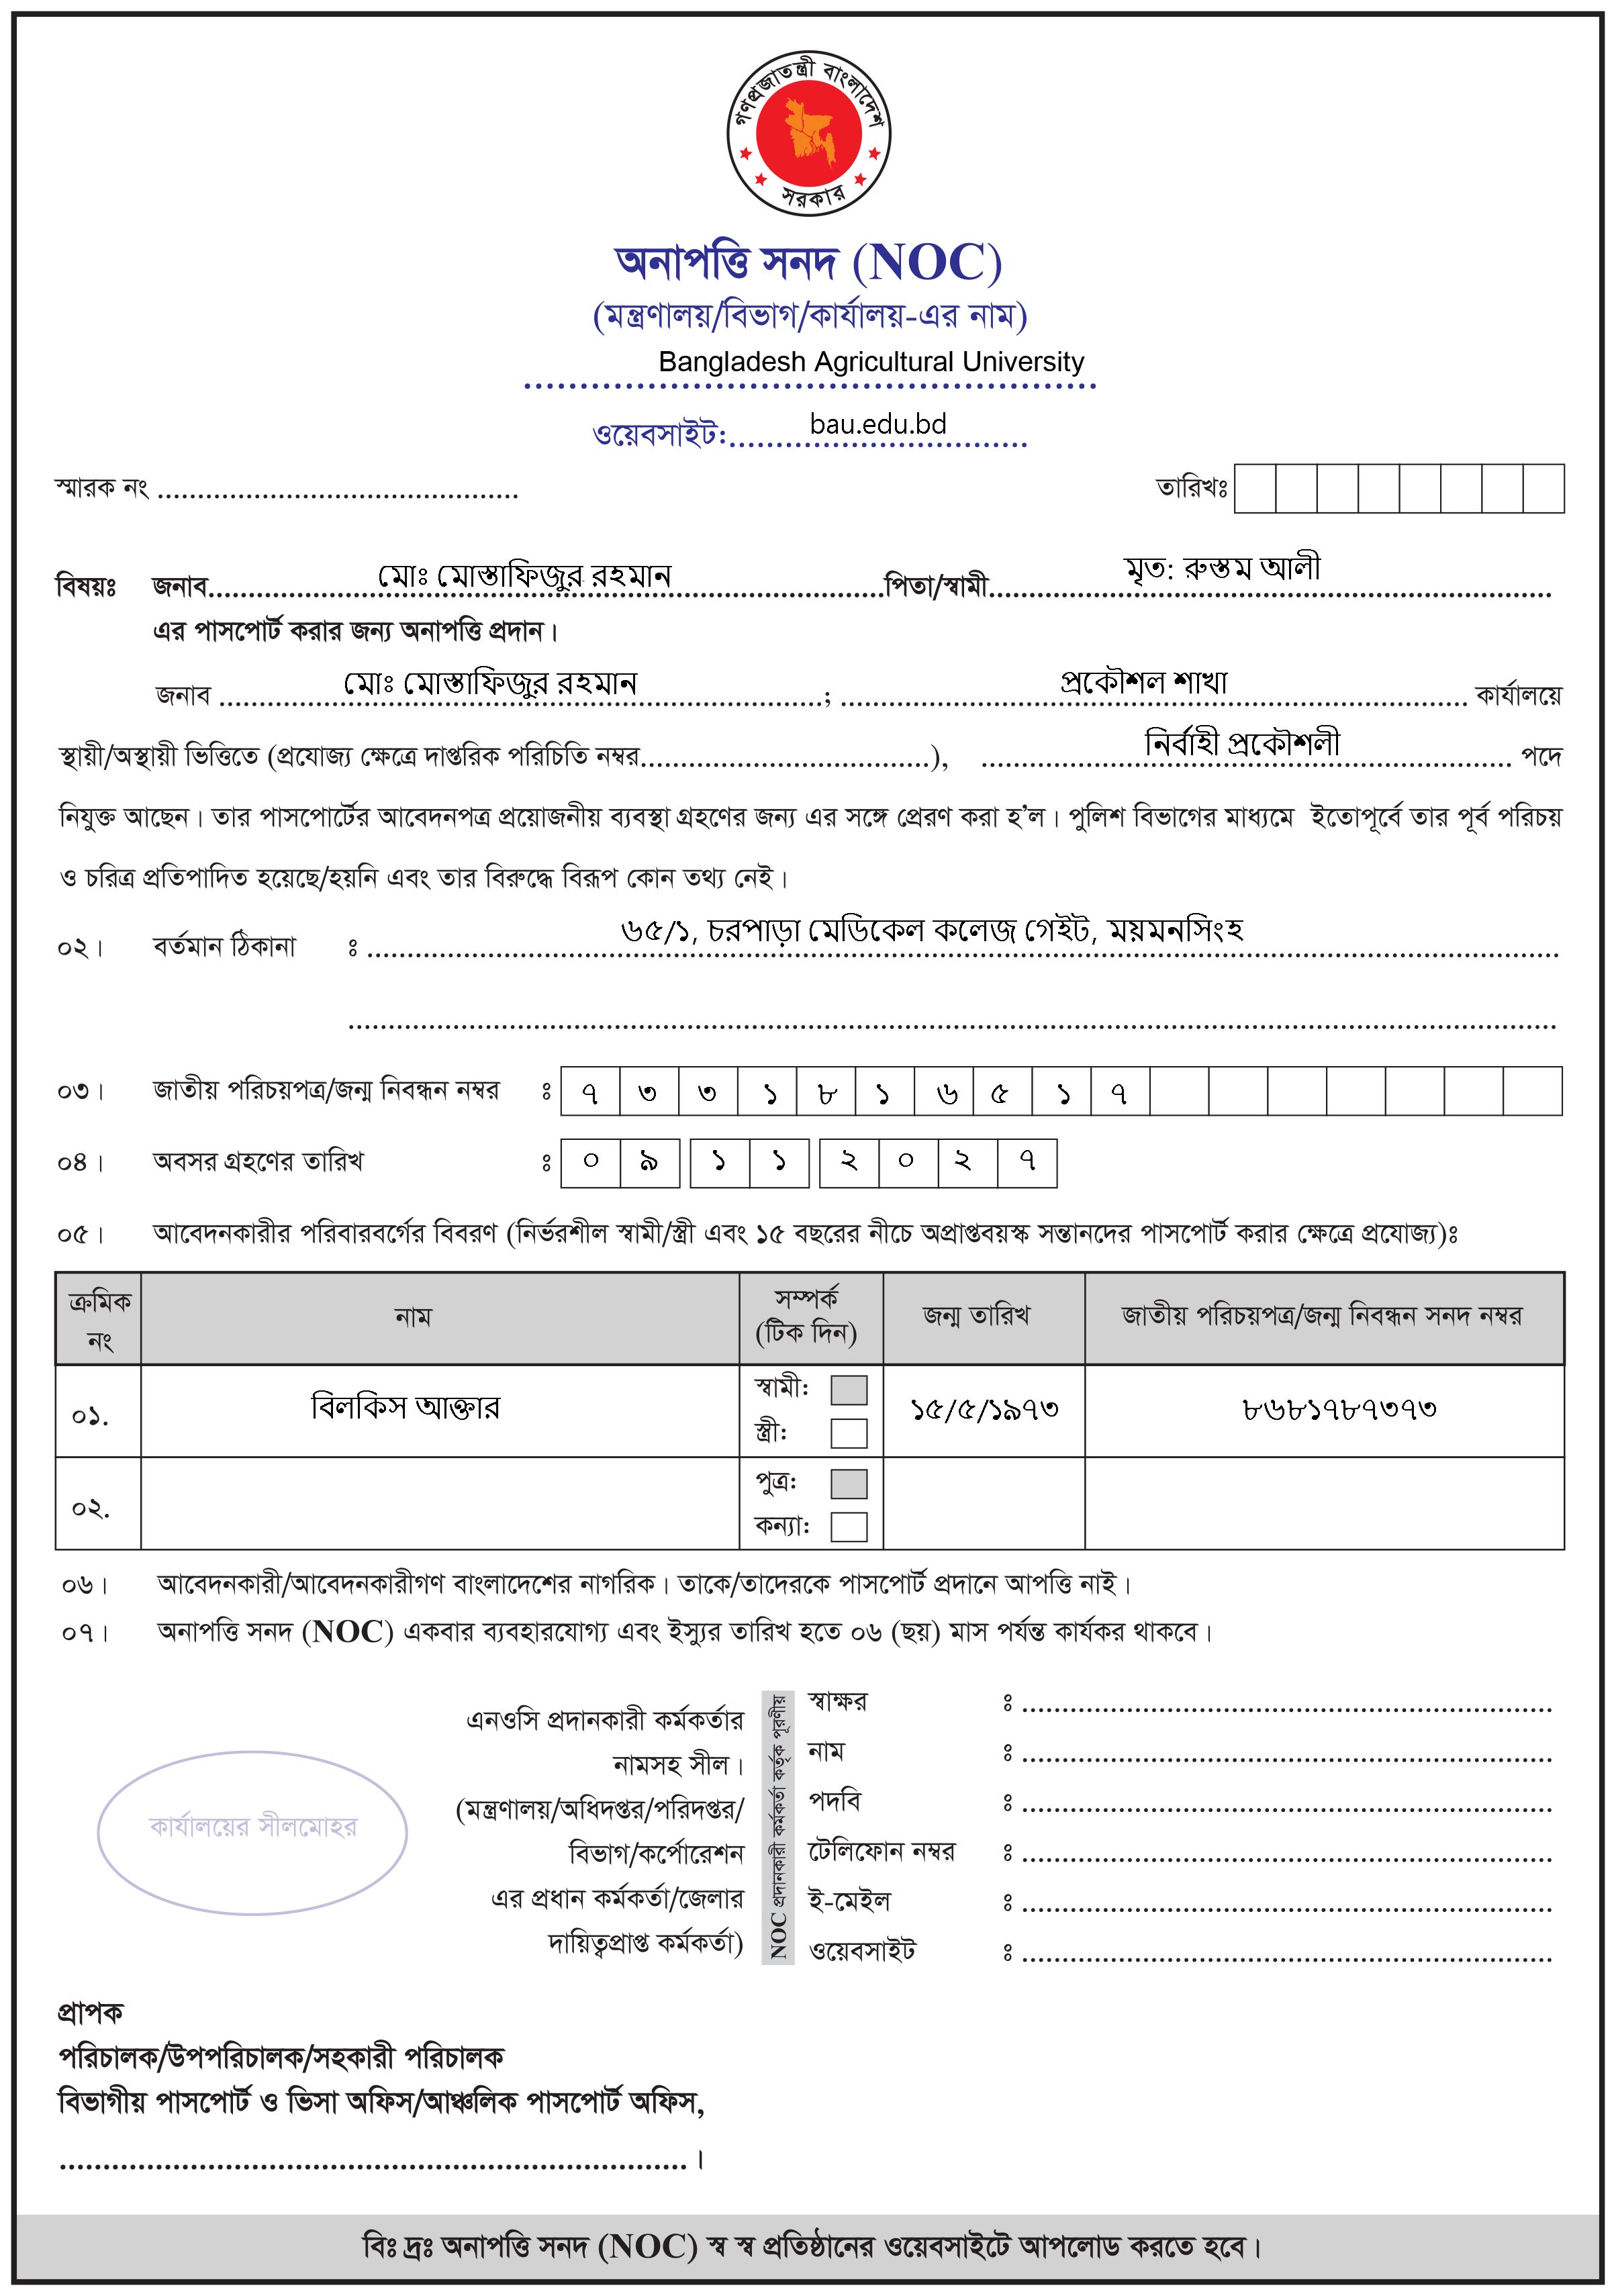 গণপ্রজাতন্ত্রী বাংলাদেশ
সরকার
অনাপত্তি সনদ (NOC)
(মন্ত্রণালয়/বিভাগ/কার্যালয়-এর নাম)
Bangladesh Agricultural University
ওয়েবসাইট: bau.edu.bd
স্মারক নং তারিখঃ
বিষয়ঃ জনাব মোঃ মোস্তাফিজুর রহমান পিতা/স্বামী মৃত: রুস্তম আলী
এর পাসপোর্ট করার জন্য অনাপত্তি প্রদান।
জনাব মোঃ মোস্তাফিজুর রহমান ; প্রকৌশল শাখা কার্যালয়ে
স্থায়ী/অস্থায়ী ভিত্তিতে (প্রযোজ্য ক্ষেত্রে দাপ্তরিক পরিচিতি নম্বর), নির্বাহী প্রকৌশলী পদে
নিযুক্ত আছেন। তার পাসপোর্টের আবেদনপত্র প্রয়োজনীয় ব্যবস্থা গ্রহণের জন্য এর সঙ্গে প্রেরণ করা হ’ল। পুলিশ বিভাগের মাধ্যমে ইতোপূর্বে তার পূর্ব পরিচয়
ও চরিত্র প্রতিপাদিত হয়েছে/হয়নি এবং তার বিরুদ্ধে বিরূপ কোন তথ্য নেই।
০২। বর্তমান ঠিকানা ঃ ৬৫/১, চরপাড়া মেডিকেল কলেজ গেইট, ময়মনসিংহ
০৩। জাতীয় পরিচয়পত্র/জন্ম নিবন্ধন নম্বর ঃ ৭ ৩ ৩ ১ ৮ ১ ৬ ৫ ১ ৭
০৪। অবসর গ্রহণের তারিখ ঃ ০ ৯ ১ ১ ২ ০ ২ ৭
০৫। আবেদনকারীর পরিবারবর্গের বিবরণ (নির্ভরশীল স্বামী/স্ত্রী এবং ১৫ বছরের নীচে অপ্রাপ্তবয়স্ক সন্তানদের পাসপোর্ট করার ক্ষেত্রে প্রযোজ্য)ঃ
ক্রমিক নং নাম সম্পর্ক (টিক দিন) জন্ম তারিখ জাতীয় পরিচয়পত্র/জন্ম নিবন্ধন সনদ নম্বর
০১. বিলকিস আক্তার স্বামী: স্ত্রী: ১৫/৫/১৯৭৩ ৮৬৮১৭৮৭৩৭৩
০২. পুত্র: কন্যা:
০৬। আবেদনকারী/আবেদনকারীগণ বাংলাদেশের নাগরিক। তাকে/তাদেরকে পাসপোর্ট প্রদানে আপত্তি নাই।
০৭। অনাপত্তি সনদ (NOC) একবার ব্যবহারযোগ্য এবং ইস্যুর তারিখ হতে ০৬ (ছয়) মাস পর্যন্ত কার্যকর থাকবে।
কার্যালয়ের সীলমোহর
এনওসি প্রদানকারী কর্মকর্তার
নামসহ সীল।
(মন্ত্রণালয়/অধিদপ্তর/পরিদপ্তর/
বিভাগ/কর্পোরেশন
এর প্রধান কর্মকর্তা/জেলার
দায়িত্বপ্রাপ্ত কর্মকর্তা)
NOC প্রদানকারী কর্মকর্তা কর্তৃক পূরণীয়
স্বাক্ষর ঃ
নাম ঃ
পদবি ঃ
টেলিফোন নম্বর ঃ
ই-মেইল ঃ
ওয়েবসাইট ঃ
প্রাপক
পরিচালক/উপপরিচালক/সহকারী পরিচালক
বিভাগীয় পাসপোর্ট ও ভিসা অফিস/আঞ্চলিক পাসপোর্ট অফিস,
।
বিঃ দ্রঃ অনাপত্তি সনদ (NOC) স্ব স্ব প্রতিষ্ঠানের ওয়েবসাইটে আপলোড করতে হবে।